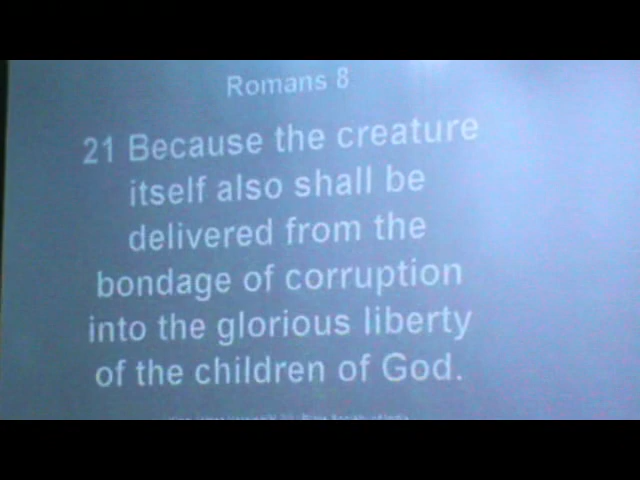 Romans 8
21 Because the creature
itself also shall be
delivered from the
bondage of corruption
into the glorious liberty
of the children of God.